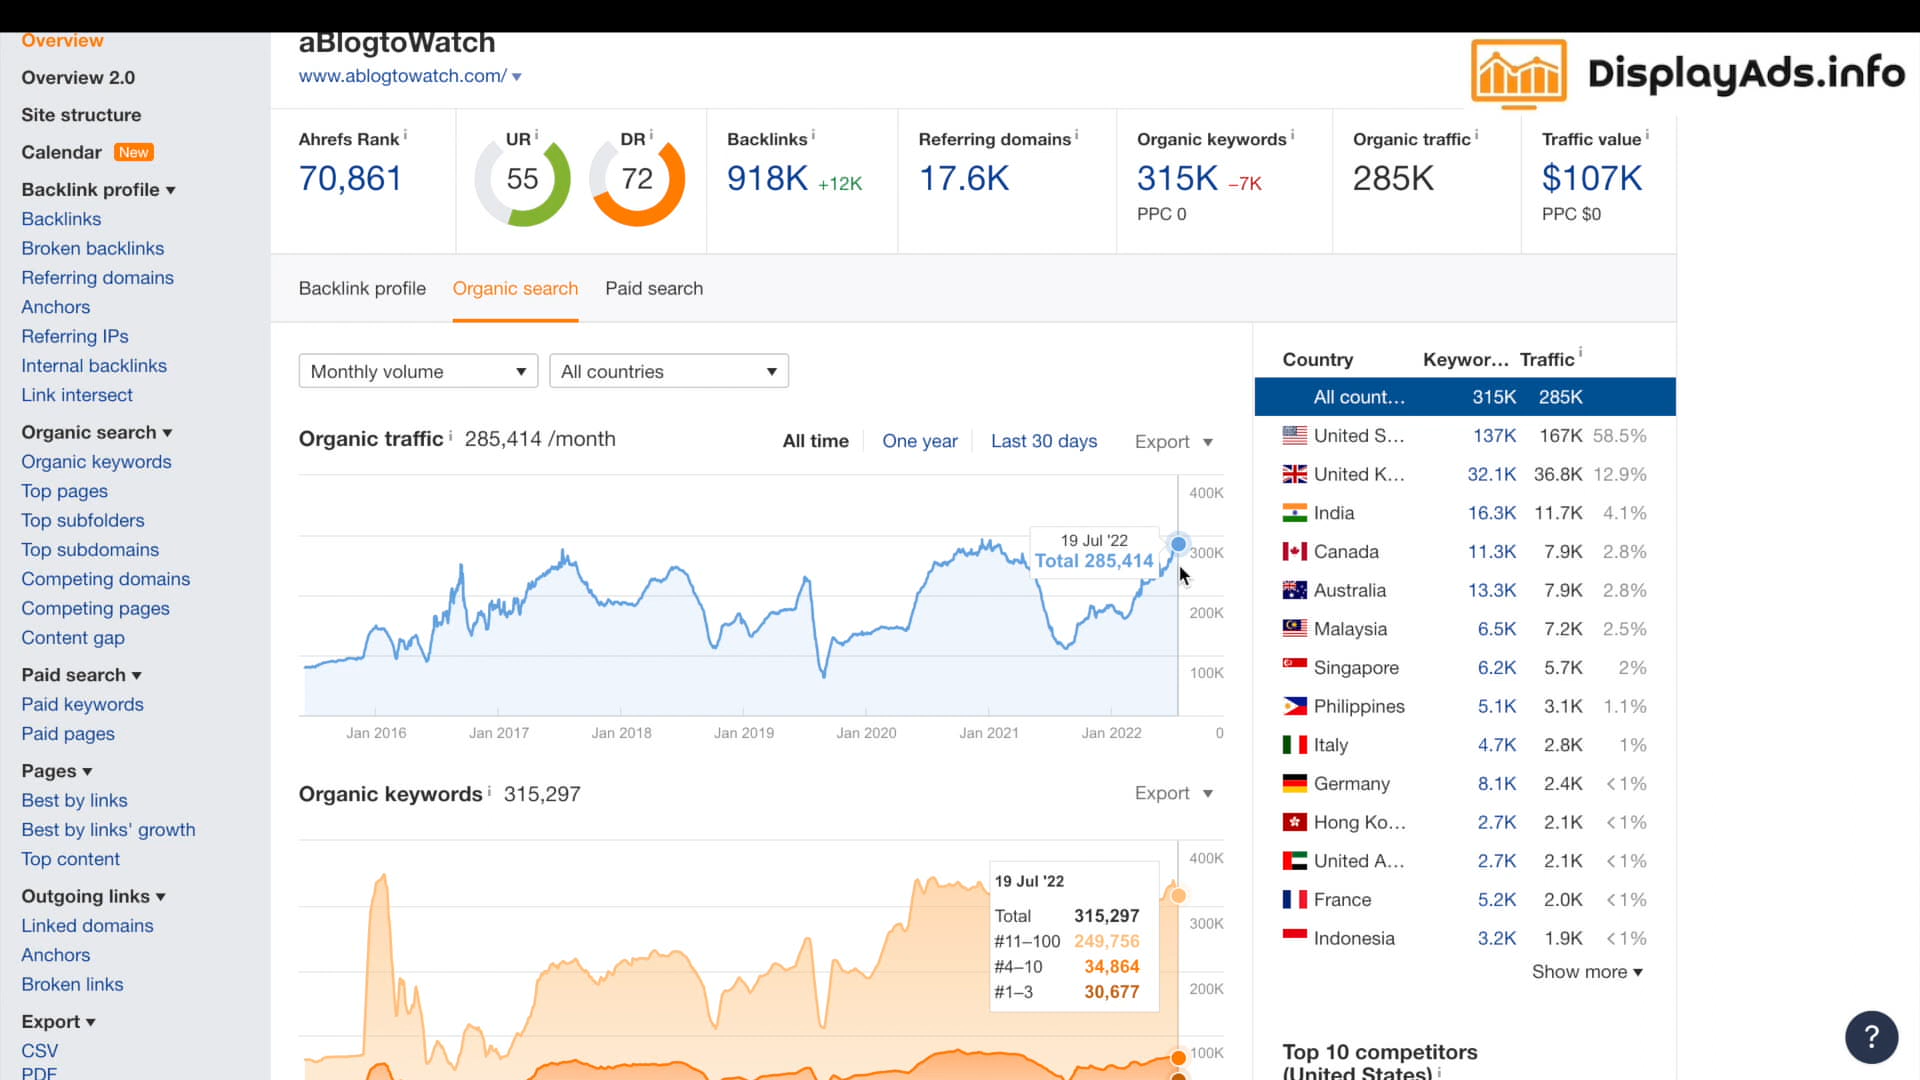 Overview
Overview 2.0
Site structure
Calendar New
Backlink profile
Backlinks
Broken backlinks
Referring domains
Anchors
Referring IPs
Internal backlinks
Link intersect
Organic search
Organic keywords
Top pages
Top subfolders
Top subdomains
Competing domains
Competing pages
Content gap
Paid search
Paid keywords
Paid pages
Pages
Best by links
Best by links' growth
Top content
Outgoing links
Linked domains
Anchors
Broken links
Export
CSV
PDF
aBlogtoWatch
www.ablogtowatch.com/
DisplayAds.info
Ahrefs Rank i
70,861
UR i
55
DR i
72
Backlinks i
918K +12K
Referring domains i
17.6K
Organic keywords i
315K –7K
PPC 0
Organic traffic i
285K
Traffic value i
$107K
PPC $0
Backlink profile Organic search Paid search
Monthly volume All countries
Organic traffic i 285,414 /month
All time One year Last 30 days Export
400K
300K
200K
100K
0
19 Jul '22
Total 285,414
Jan 2016 Jan 2017 Jan 2018 Jan 2019 Jan 2020 Jan 2021 Jan 2022
Organic keywords i 315,297
Export
400K
300K
200K
100K
19 Jul '22
Total 315,297
#11–100 249,756
#4–10 34,864
#1–3 30,677
Country Keywor... Traffic i
All count... 315K 285K
United S... 137K 167K 58.5%
United K... 32.1K 36.8K 12.9%
India 16.3K 11.7K 4.1%
Canada 11.3K 7.9K 2.8%
Australia 13.3K 7.9K 2.8%
Malaysia 6.5K 7.2K 2.5%
Singapore 6.2K 5.7K 2%
Philippines 5.1K 3.1K 1.1%
Italy 4.7K 2.8K 1%
Germany 8.1K 2.4K <1%
Hong Ko... 2.7K 2.1K <1%
United A... 2.7K 2.1K <1%
France 5.2K 2.0K <1%
Indonesia 3.2K 1.9K <1%
Show more
Top 10 competitors
(United States) i
?